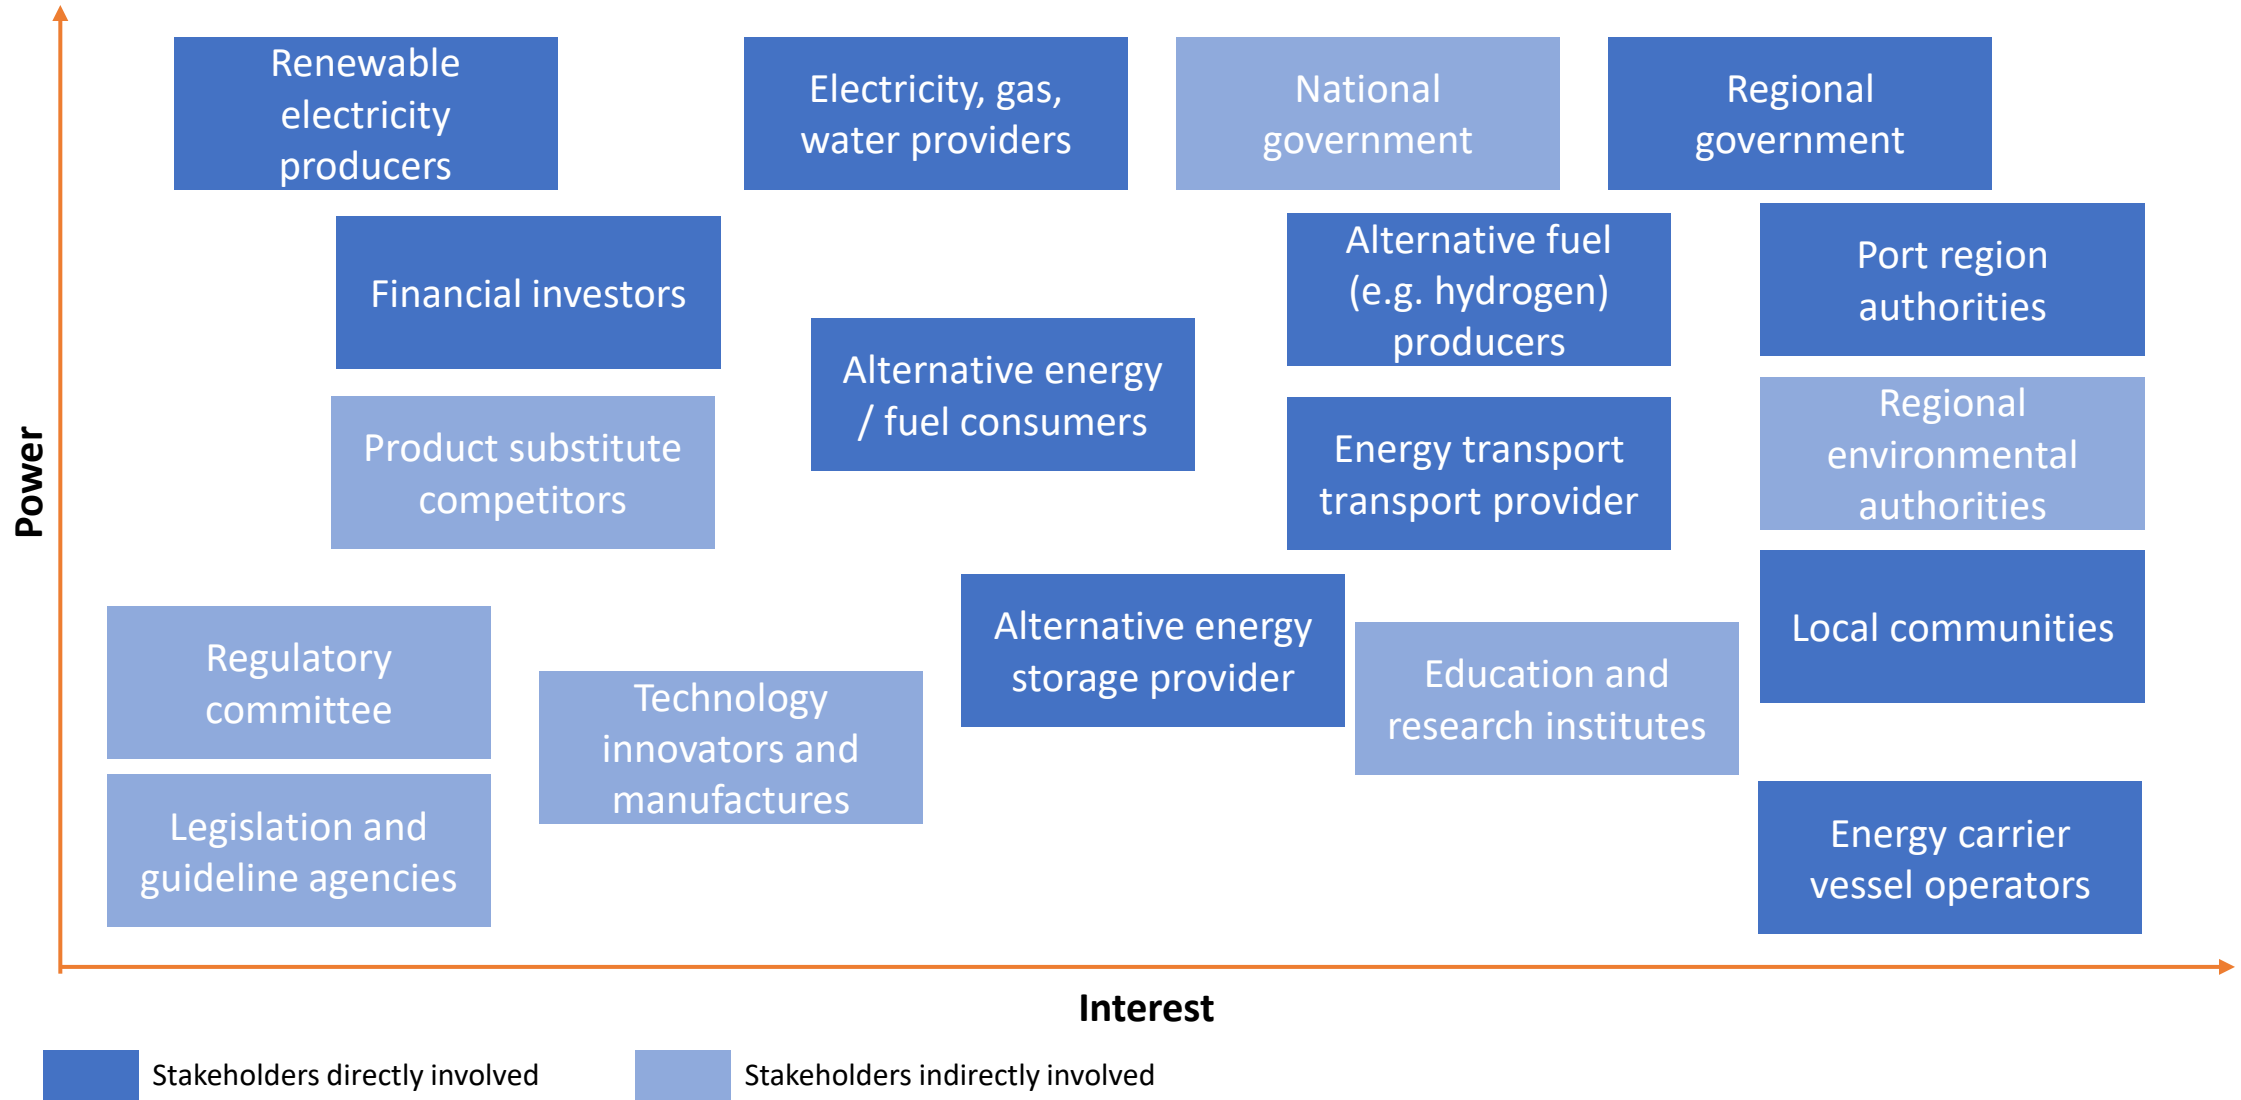 Renewable
electricity
producers
Electricity, gas,
water providers
National
government
Regional
government
Financial investors
Alternative fuel
(e.g. hydrogen)
producers
Port region
authorities
Alternative energy
/ fuel consumers
Product substitute
competitors
Energy transport
transport provider
Regional
environmental
authorities
Power
Regulatory
committee
Technology
innovators and
manufactures
Alternative energy
storage provider
Education and
research institutes
Local communities
Legislation and
guideline agencies
Energy carrier
vessel operators
Interest
Stakeholders directly involved
Stakeholders indirectly involved